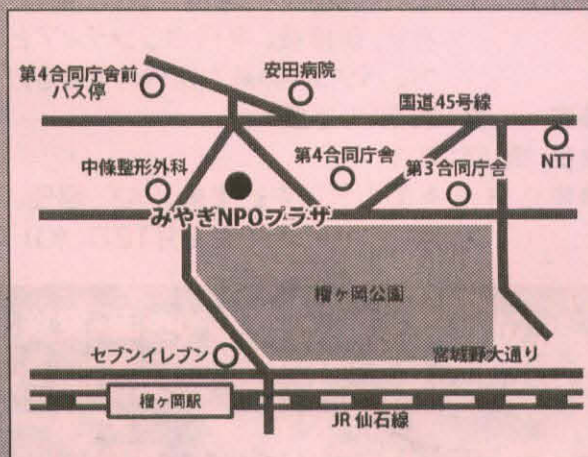 第4合同庁舎前
バス停
安田病院
国道45号線
NTT
中條整形外科
第4合同庁舎
第3合同庁舎
みやぎNPOプラザ
榴ヶ岡公園
セブンイレブン
宮城野大通り
榴ヶ岡駅
JR 仙石線